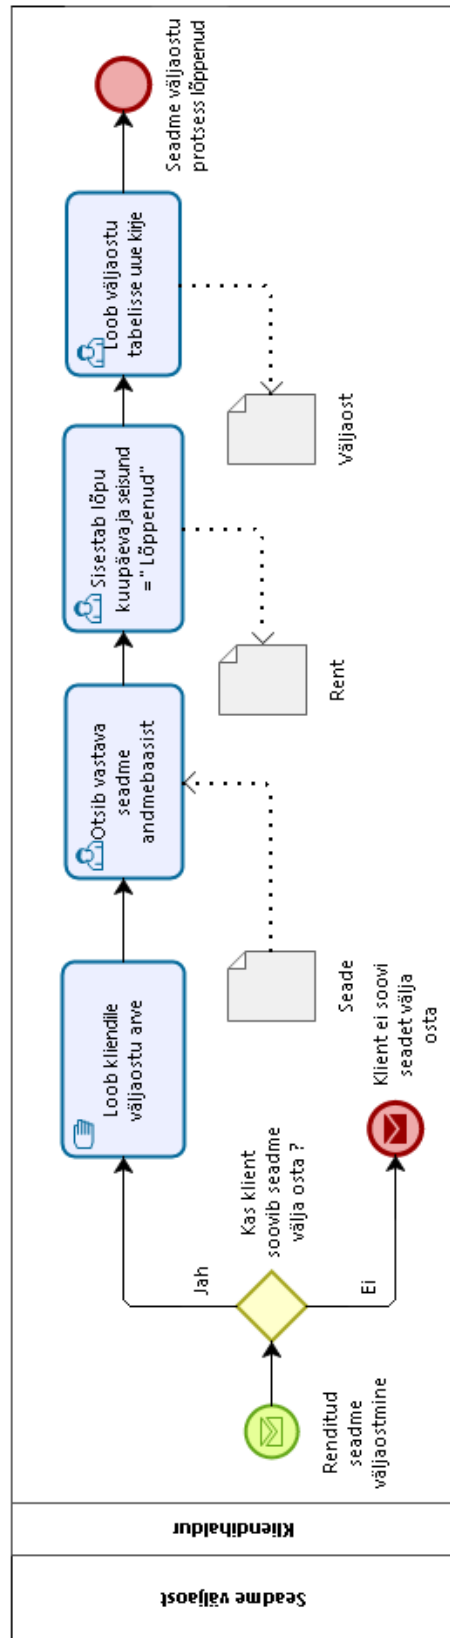 Seadme väljaost
Kliendihaldur
Renditud
seadme
väljaostmine
Kas klient
soovib seadme
välja osta ?
Jah
Ei
Loob kliendile
väljaostu arve
Klient ei soovi
seadet välja
osta
Seade
Otsib vastava
seadme
andmebaasist
Sisestab lõpu
kuupäeva ja seisund
=" Lõppenud"
Rent
Loob väljaostu
tabelisse uue kirje
Väljaost
Seadme väljaostu
protsess lõppenud